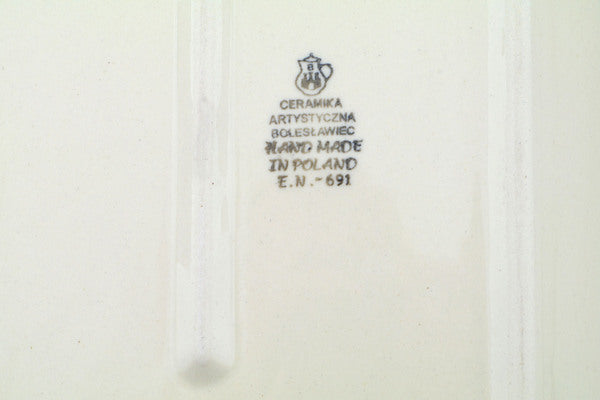 B
CERAMIKA
ARTYSTYCZNA
BOLESŁAWIEC
HAND MADE
IN POLAND
E.N.-691